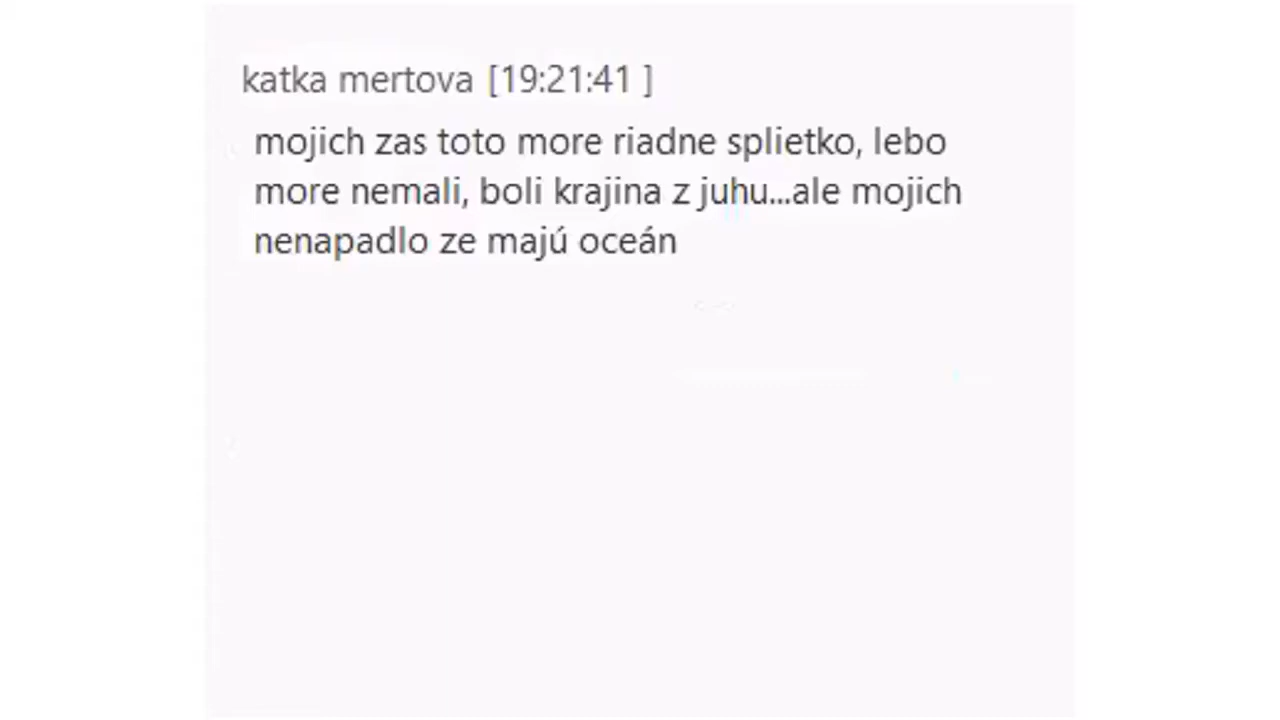 katka mertova [19:21:41 ]
mojich zas toto more riadne splietko, lebo
more nemali, boli krajina z juhu...ale mojich
nenapadlo ze majú oceán